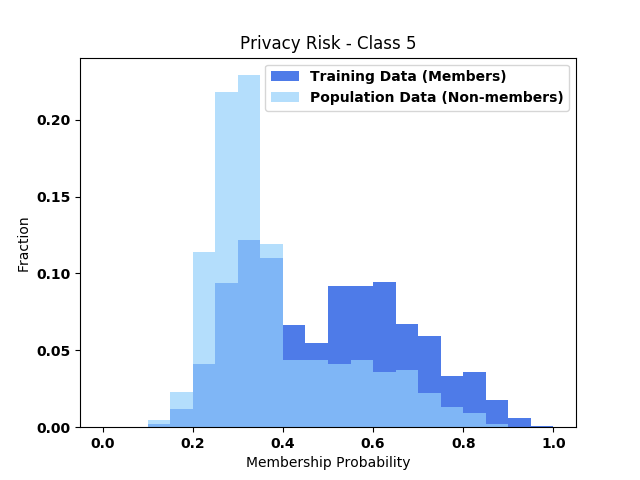 Privacy Risk - Class 5
Training Data (Members)
Population Data (Non-members)
0.20
0.15
0.10
0.05
0.00
Fraction
0.0 0.2 0.4 0.6 0.8 1.0
Membership Probability